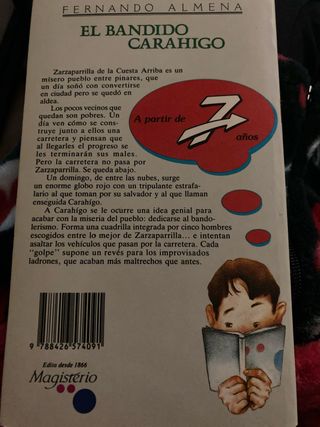 FERNANDO ALMENA
EL BANDIDO
CARAHIGO
Zarzaparrilla de la Cuesta Arriba es un
mísero pueblo entre pinares, que
un día soñó con convertirse
en ciudad pero se quedó en
aldea.
Los pocos vecinos que
quedan son pobres. Un
día ven cómo se cons-
truye junto a ellos una
carretera y piensan que
al llegarles el progreso se
les terminarán sus males.
Pero la carretera no pasa por
Zarzaparrilla. Se queda abajo.
Un domingo, de entre las nubes, surge
un enorme globo rojo con un tripulante estrafa-
lario al que toman por su salvador y al que llaman
enseguida Carahígo.
A Carahígo se le ocurre una idea genial para
acabar con la miseria del pueblo: dedicarse al bando-
lerismo. Forma una cuadrilla integrada por cinco hombres
escogidos entre lo mejor de Zarzaparrilla... e intentan
asaltar los vehículos que pasan por la carretera. Cada
"golpe" supone un revés para los improvisados
ladrones, que acaban más maltrechos que antes.
A partir de
7
años
9 788426 574091
Edita desde 1866
Magisterio